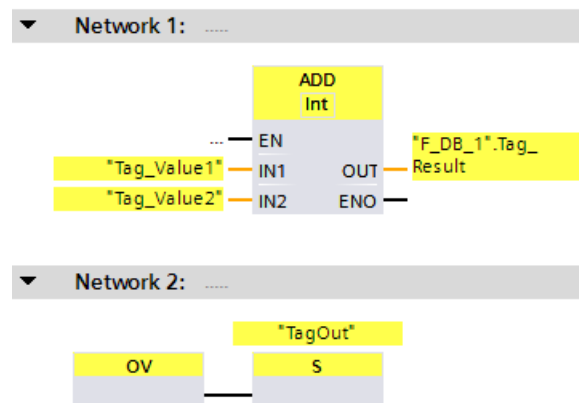 Network 1: .....
ADD
Int
... EN
"Tag_Value1" IN1 OUT "F_DB_1".Tag_
Result
"Tag_Value2" IN2 ENO
Network 2: .....
"TagOut"
OV S